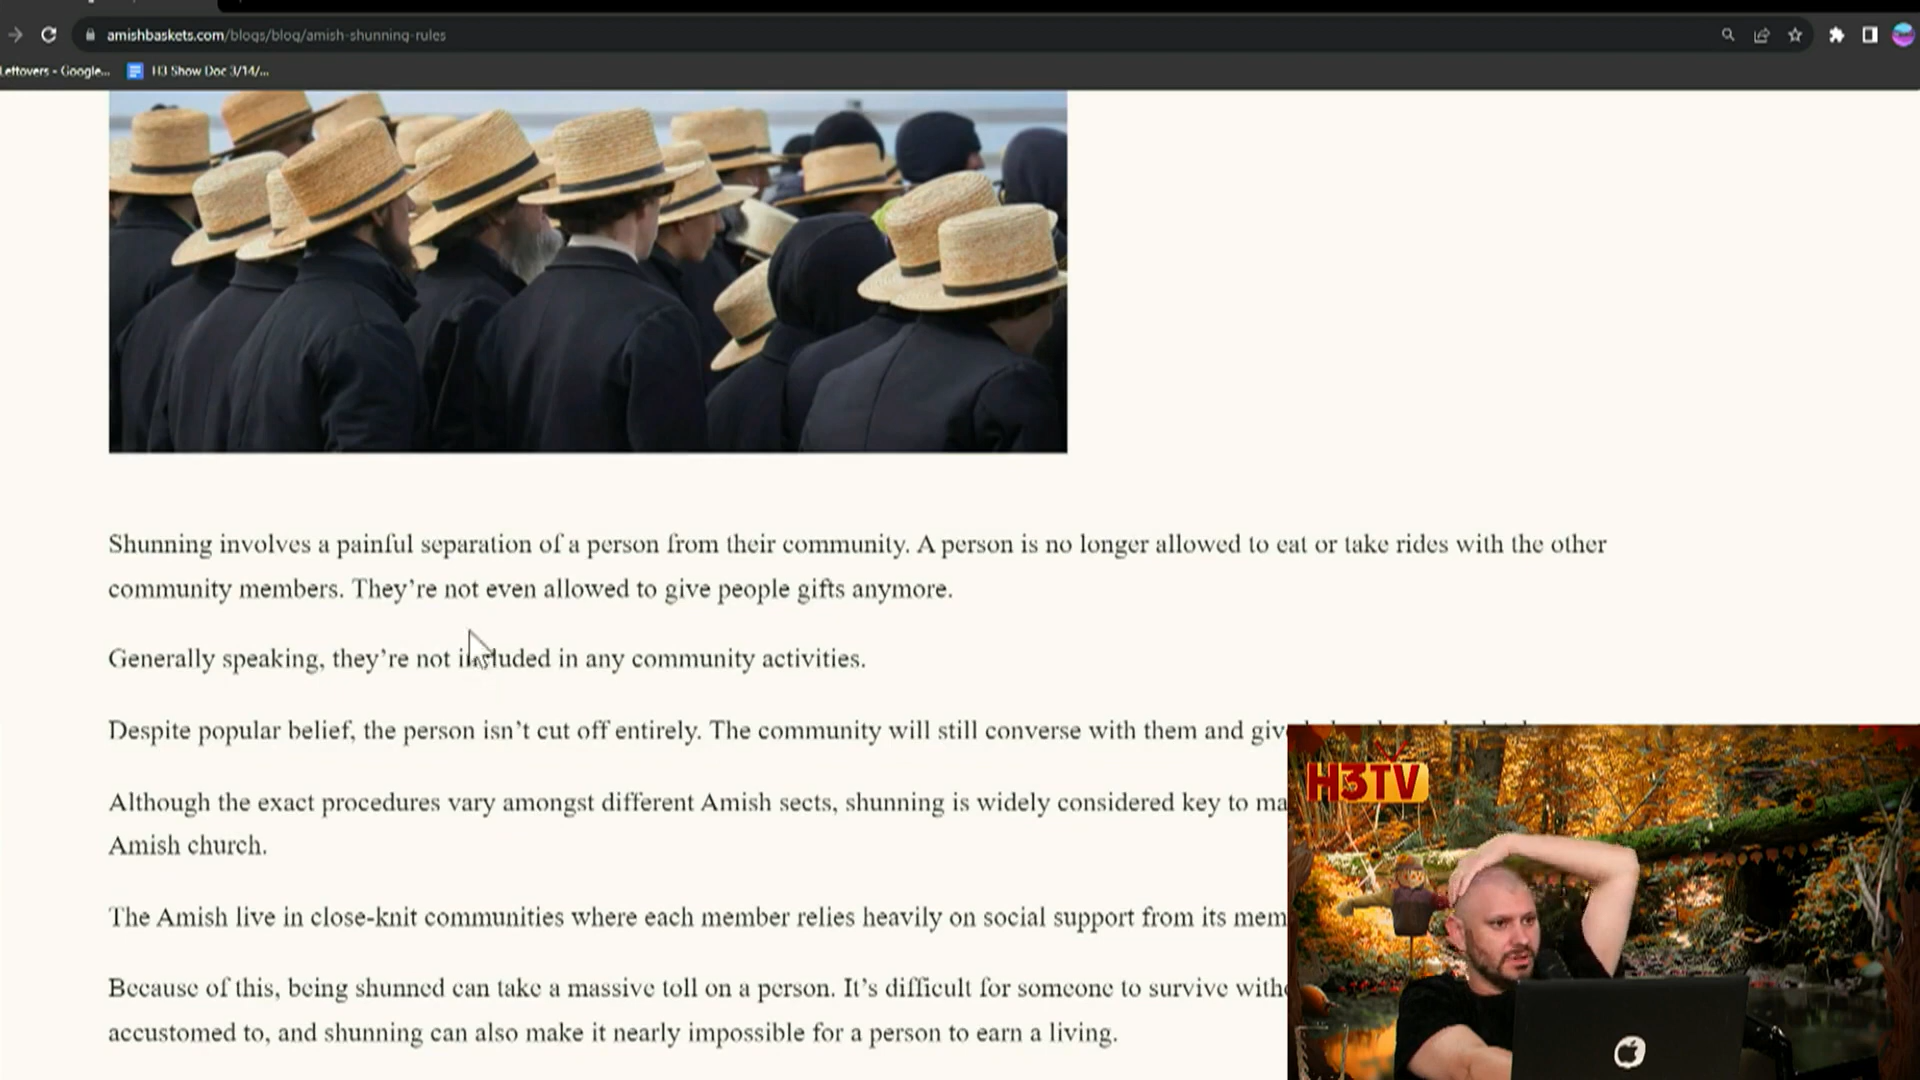 amishbaskets.com/blogs/blog/amish-shunning-rules
Leftovers - Google...
H3 Show Doc 3/14/...
Shunning involves a painful separation of a person from their community. A person is no longer allowed to eat or take rides with the other
community members. They’re not even allowed to give people gifts anymore.
Generally speaking, they’re not included in any community activities.
Despite popular belief, the person isn’t cut off entirely. The community will still converse with them and
Although the exact procedures vary amongst different Amish sects, shunning is widely considered key to
Amish church.
The Amish live in close-knit communities where each member relies heavily on social support from its
Because of this, being shunned can take a massive toll on a person. It’s difficult for someone to survive
accustomed to, and shunning can also make it nearly impossible for a person to earn a living.
H3TV